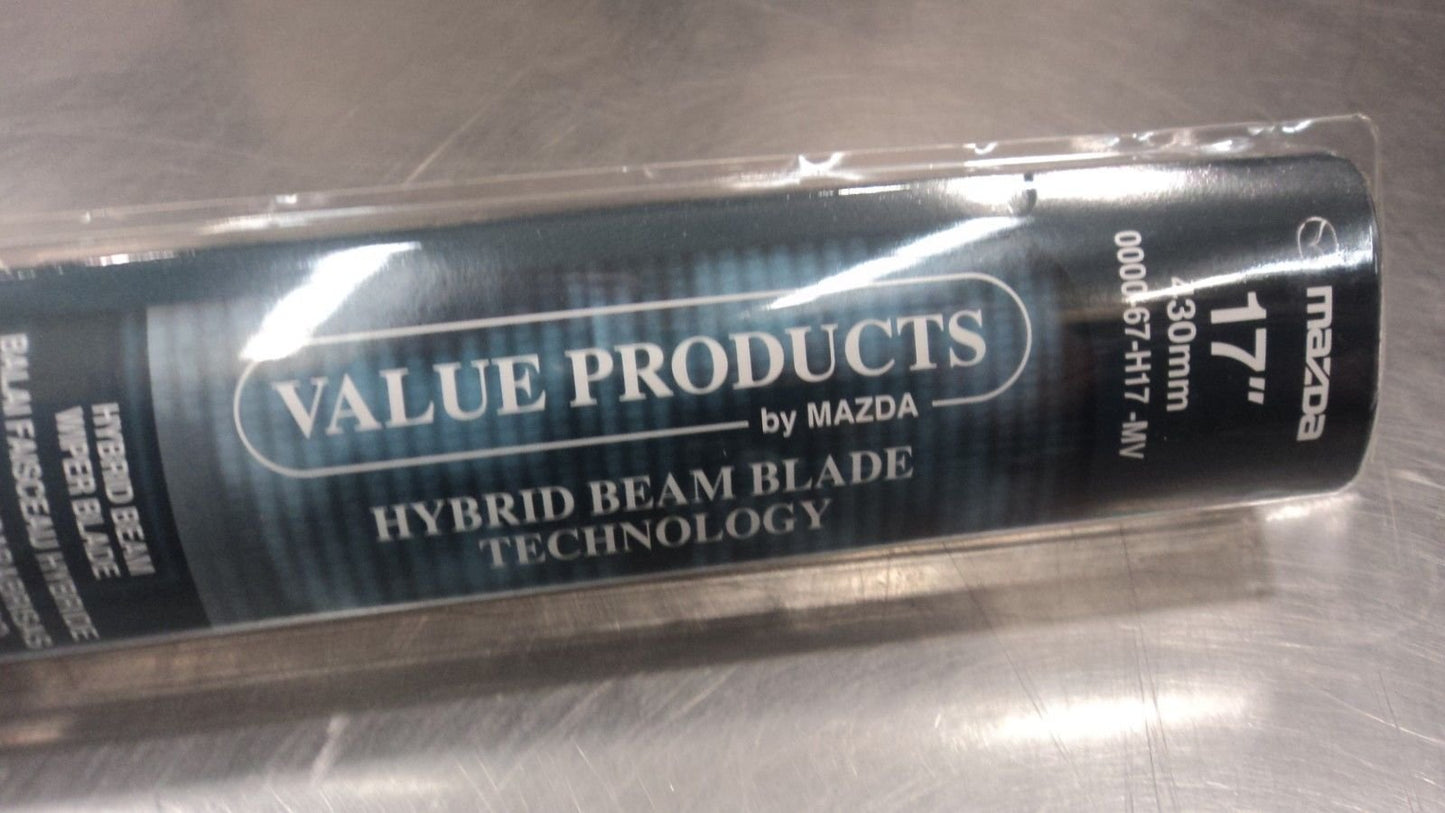 VALUE PRODUCTS
by MAZDA
HYBRID BEAM BLADE
TECHNOLOGY
mazda
17"
430mm
0000-67-H17 -MV
HYBRID BEAM
WIPER BLADE
BALAI FAISCEAU HYBRIDE